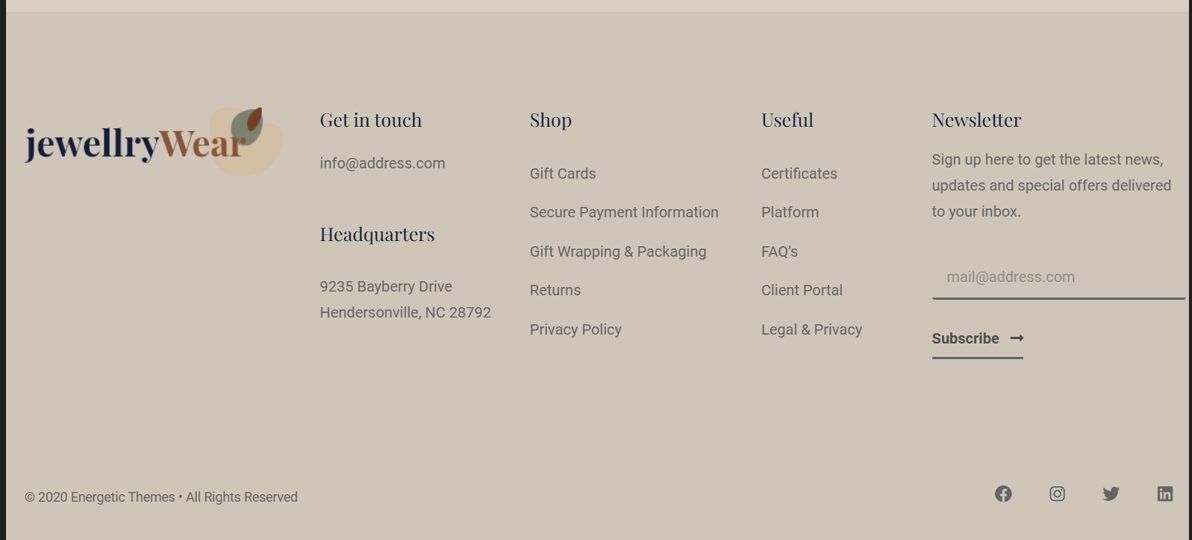 jewellryWear
Get in touch
info@address.com
Headquarters
9235 Bayberry Drive
Hendersonville, NC 28792
Shop
Gift Cards
Secure Payment Information
Gift Wrapping & Packaging
Returns
Privacy Policy
Useful
Certificates
Platform
FAQ’s
Client Portal
Legal & Privacy
Newsletter
Sign up here to get the latest news,
updates and special offers delivered
to your inbox.
mail@address.com
Subscribe →
© 2020 Energetic Themes • All Rights Reserved